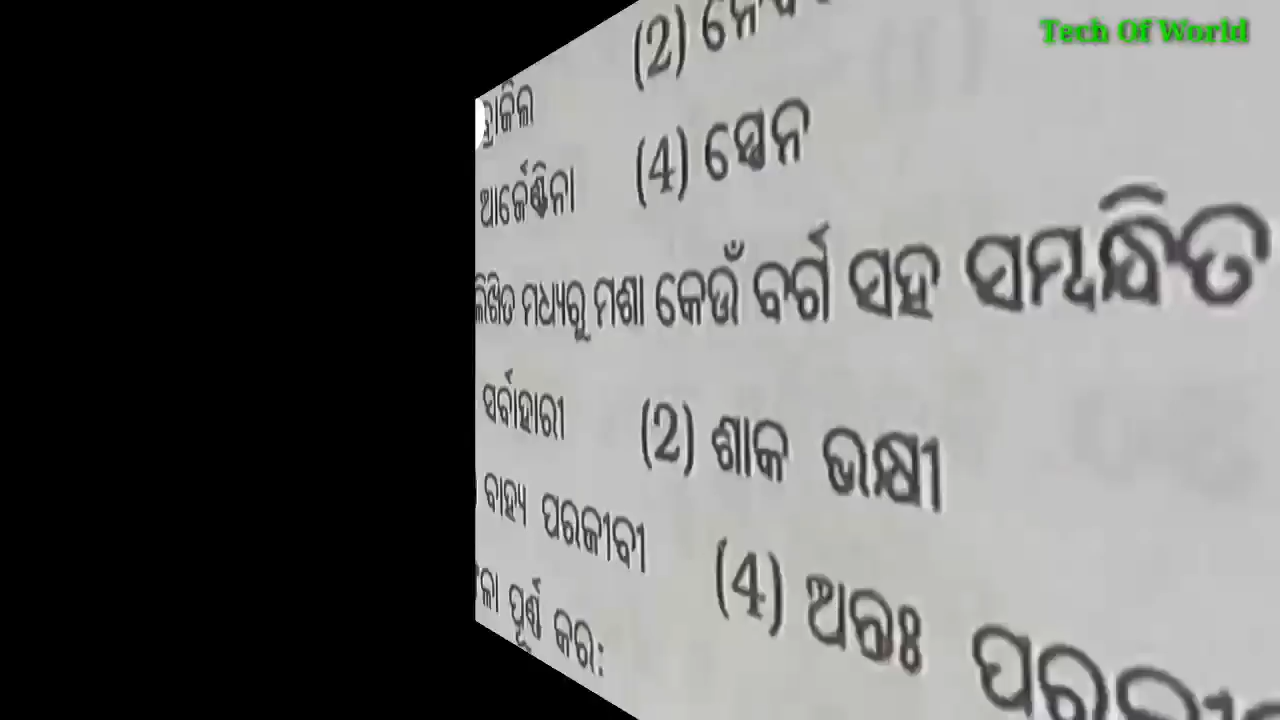 Tech Of World
(2)
ବ୍ରାଜିଲ
ଆର୍ଜେଣ୍ଟିନା (4) ସ୍ପେନ
ମଧ୍ୟରୁ ମଶା କେଉଁ ବର୍ଗ ସହ ସମ୍ବନ୍ଧିତ
ସର୍ବାହାରୀ (2) ଶାକ ଭକ୍ଷୀ
ବାହ୍ୟ ପରଜୀବୀ (4) ଅନ୍ତଃ
ପୂର୍ଣ୍ଣ କର: